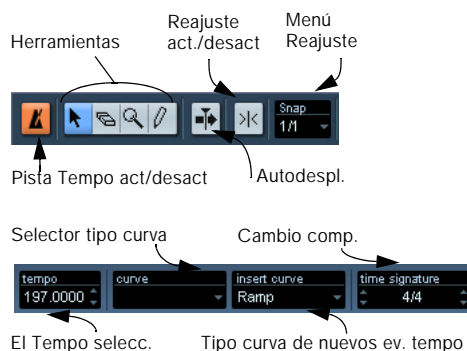 Herramientas
Reajuste
act./desact
Menú
Reajuste
Snap
1/1
Pista Tempo act/desact
Autodespl.
Selector tipo curva
Cambio comp.
tempo
197.0000
curve
insert curve
Ramp
time signature
4/4
El Tempo selecc.
Tipo curva de nuevos ev. tempo